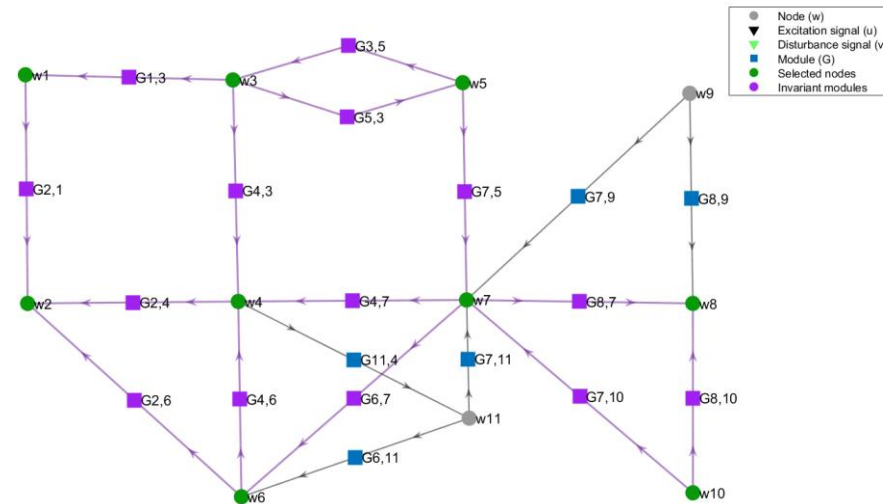 Node (w)
Excitation signal (u)
Disturbance signal (v
Module (G)
Selected nodes
Invariant modules
G3,5
w1
G1,3
w3
w5
w9
G5,3
G2,1
G4,3
G7,5
G7,9
G8,9
w2
G2,4
w4
G4,7
w7
G8,7
w8
G11,4
G7,11
G2,6
G4,6
G6,7
G7,10
G8,10
w11
G6,11
w6
w10